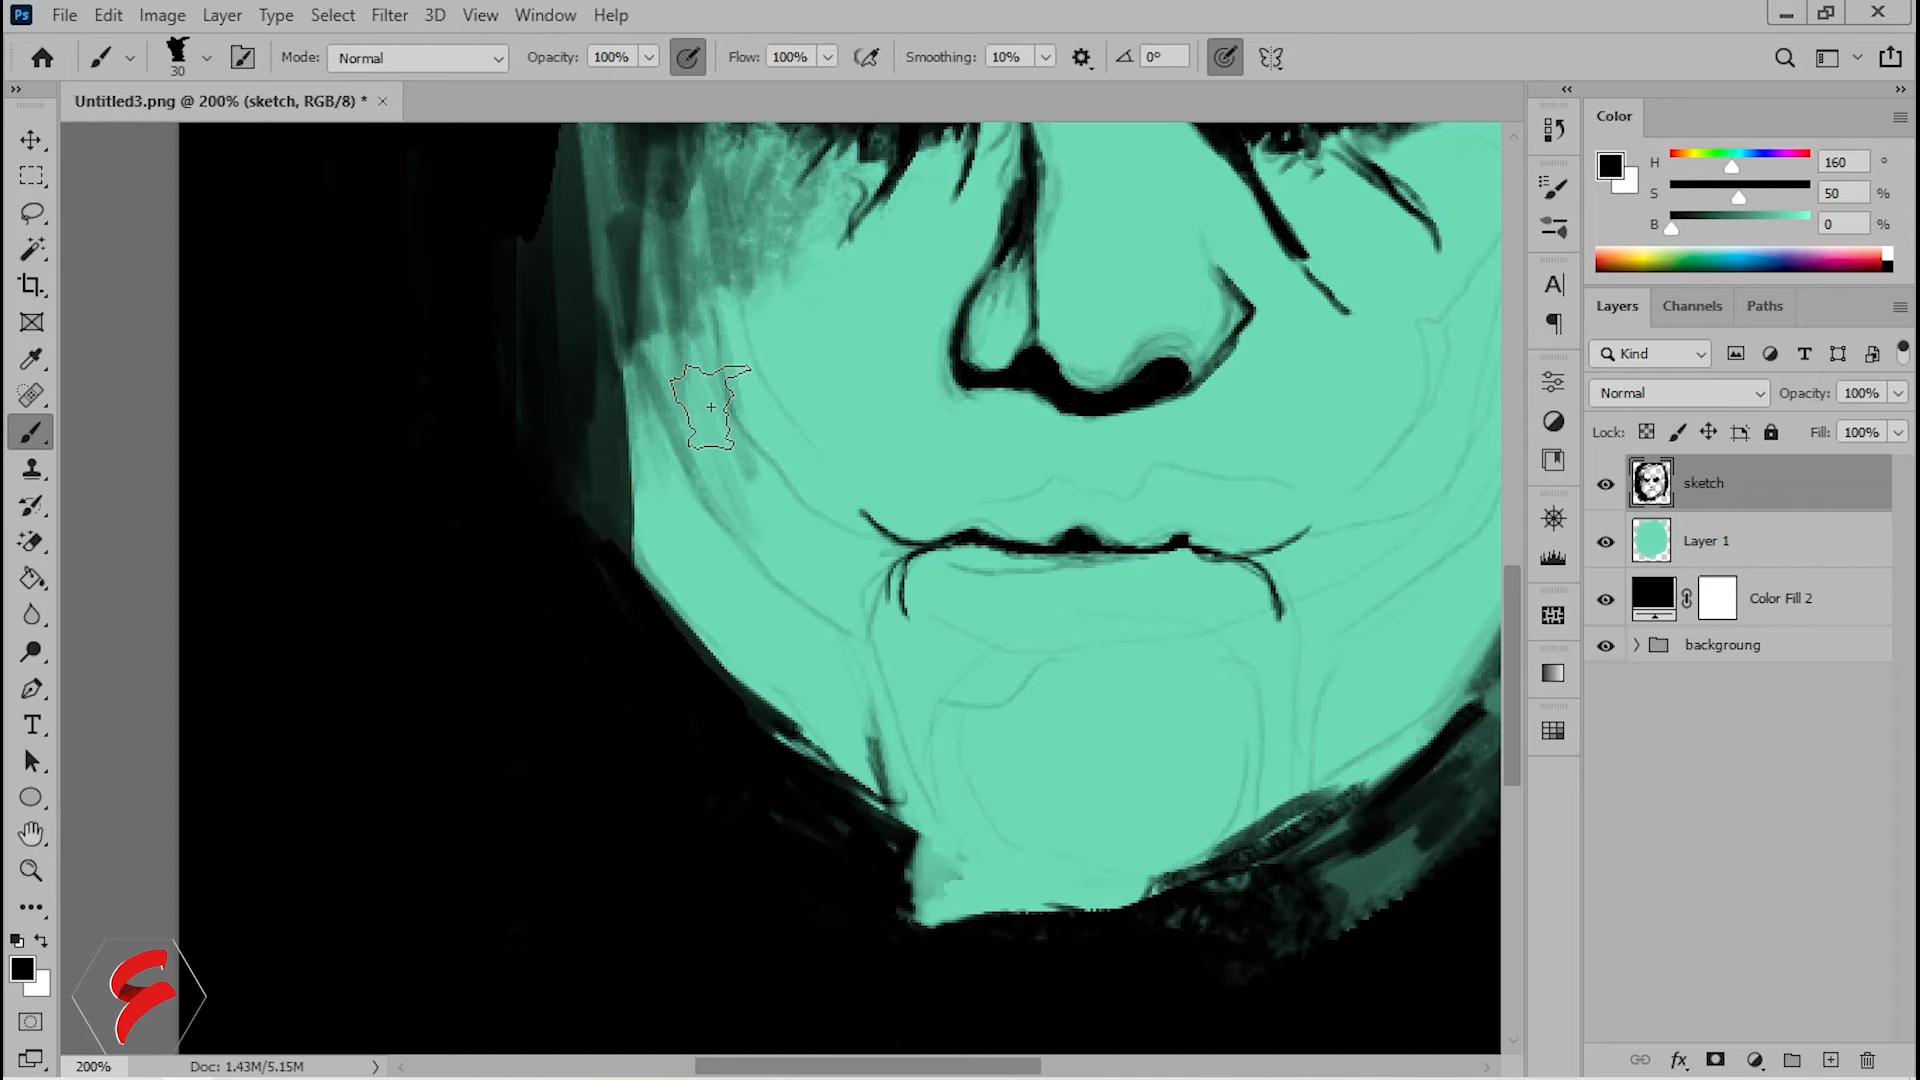 Ps File Edit Image Layer Type Select Filter 3D View Window Help
30 Mode: Normal Opacity: 100% Flow: 100% Smoothing: 10% 0°
Untitled3.png @ 200% (sketch, RGB/8) *
Color
H 160 °
S 50 %
B 0 %
Layers Channels Paths
Kind
Normal Opacity: 100%
Lock: Fill: 100%
sketch
Layer 1
Color Fill 2
backgroung
200% Doc: 1.43M/5.15M